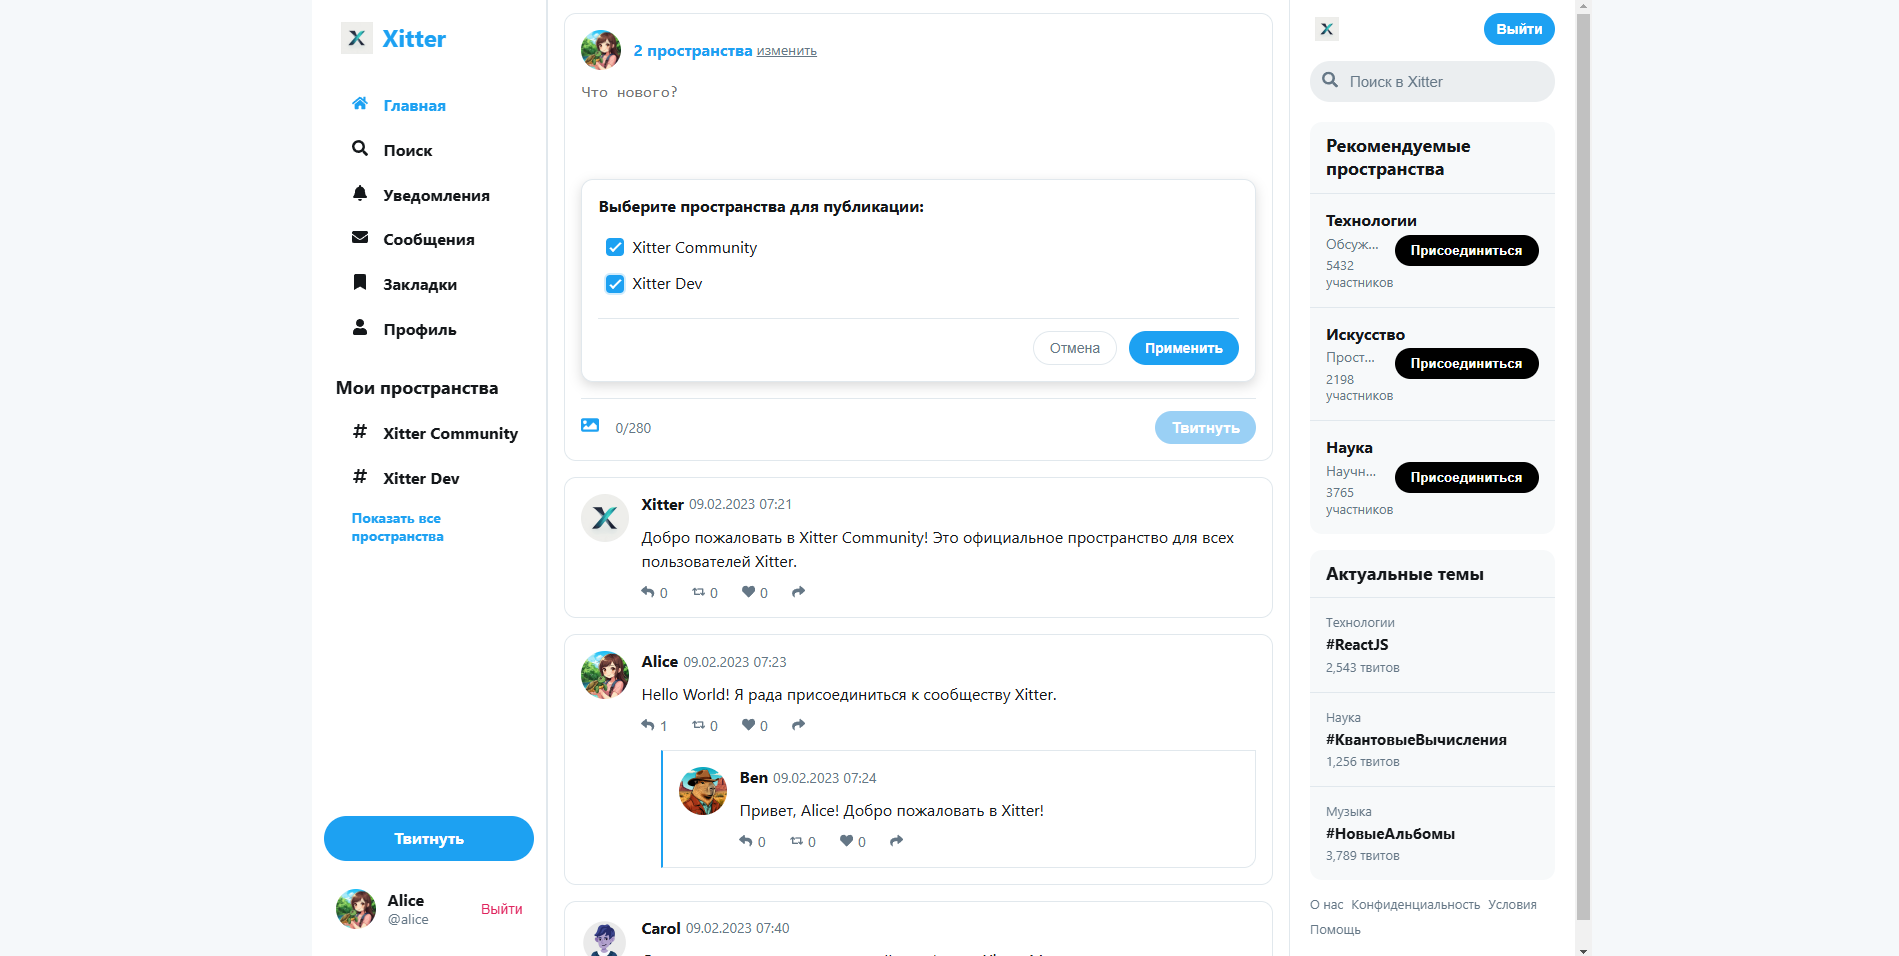 Xitter
Главная
Поиск
Уведомления
Сообщения
Закладки
Профиль
Мои пространства
# Xitter Community
# Xitter Dev
Показать все
пространства
Твитнуть
Alice
@alice
Выйти
2 пространства изменить
Что нового?
Выберите пространства для публикации:
Xitter Community
Xitter Dev
Отмена
Применить
0/280
Твитнуть
Xitter 09.02.2023 07:21
Добро пожаловать в Xitter Community! Это официальное пространство для всех
пользователей Xitter.
0 0 0
Alice 09.02.2023 07:23
Hello World! Я рада присоединиться к сообществу Xitter.
1 0 0
Ben 09.02.2023 07:24
Привет, Alice! Добро пожаловать в Xitter!
0 0 0
Carol 09.02.2023 07:40
Выйти
Поиск в Xitter
Рекомендуемые
пространства
Технологии
Обсуж...
5432
участников
Присоединиться
Искусство
Прост...
2198
участников
Присоединиться
Наука
Научн...
3765
участников
Присоединиться
Актуальные темы
Технологии
#ReactJS
2,543 твитов
Наука
#КвантовыеВычисления
1,256 твитов
Музыка
#НовыеАльбомы
3,789 твитов
О нас Конфиденциальность Условия
Помощь